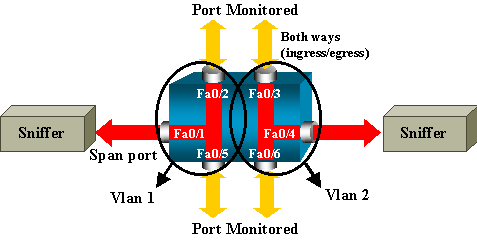 Port Monitored
Both ways
(ingress/egress)
Fa0/2
Fa0/3
Sniffer
Fa0/1
Fa0/4
Sniffer
Span port
Fa0/5
Fa0/6
Vlan 1
Vlan 2
Port Monitored